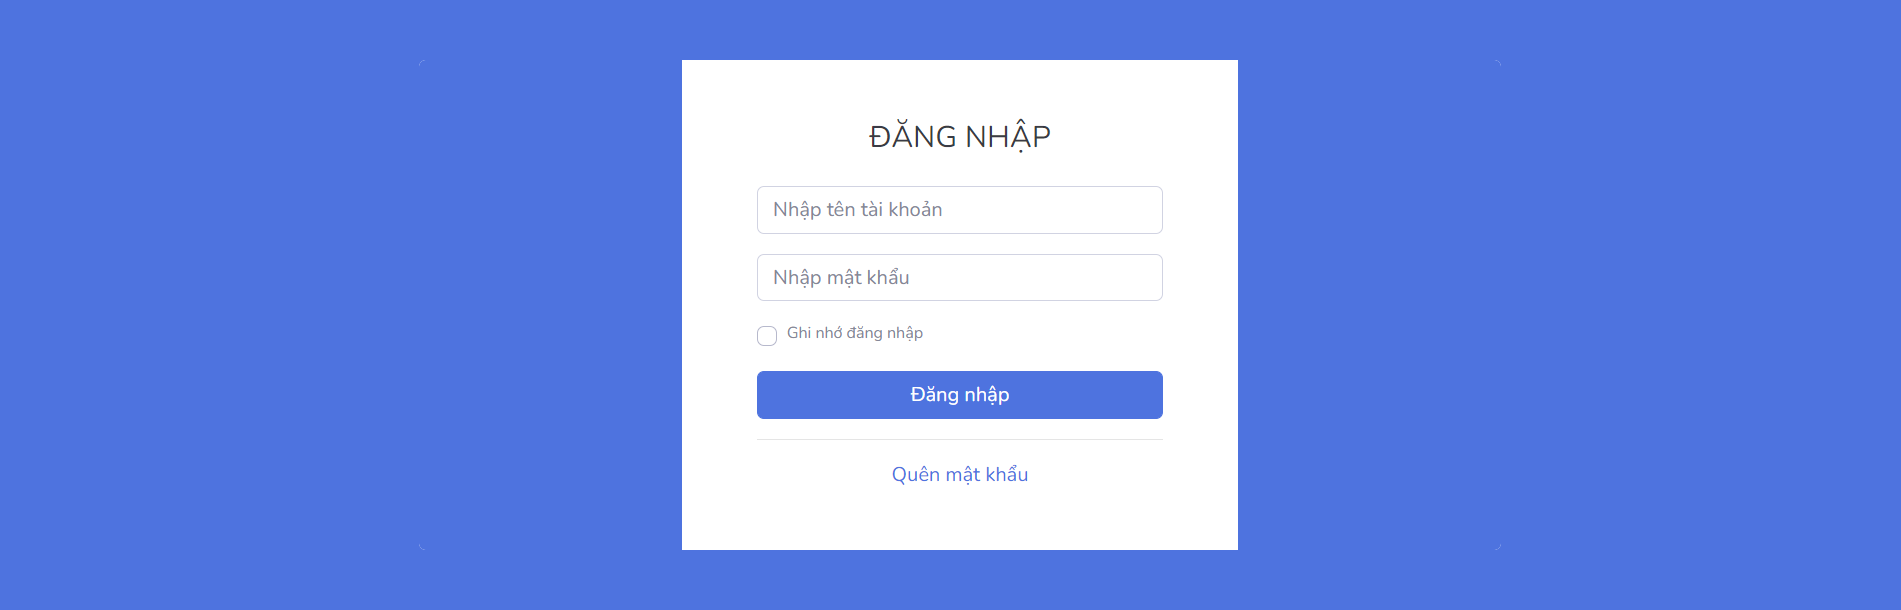 ĐĂNG NHẬP
Nhập tên tài khoản
Nhập mật khẩu
Ghi nhớ đăng nhập
Đăng nhập
Quên mật khẩu